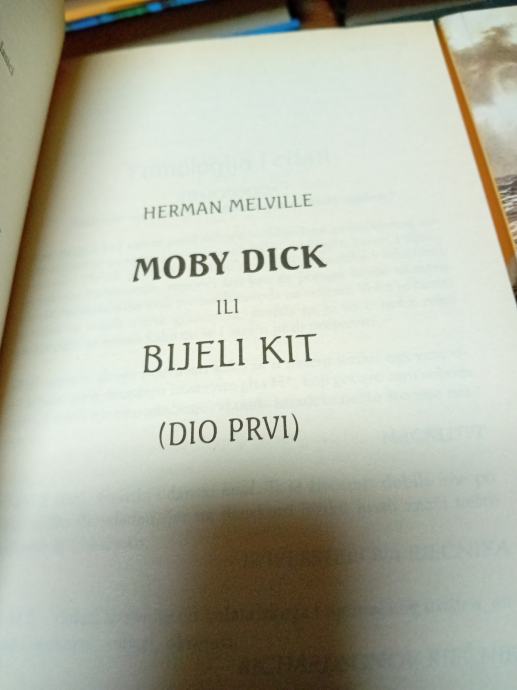 HERMAN MELVILLE
MOBY DICK
ILI
BIJELI KIT
(DIO PRVI)